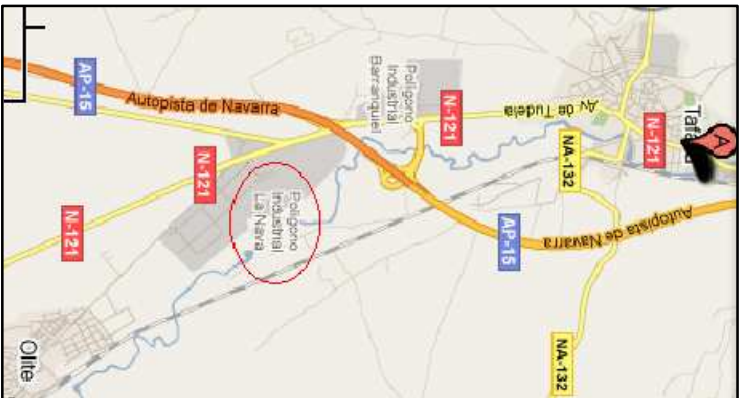 A
Tafa
N-121
Av. de Tudela
NA-132
N-121
Polígono
Industrial
Barranquiel
AP-15
Autopista de Navarra
Autopista de Navarra
AP-15
N-121
Polígono
Industrial
La Nava
N-121
NA-132
Olite